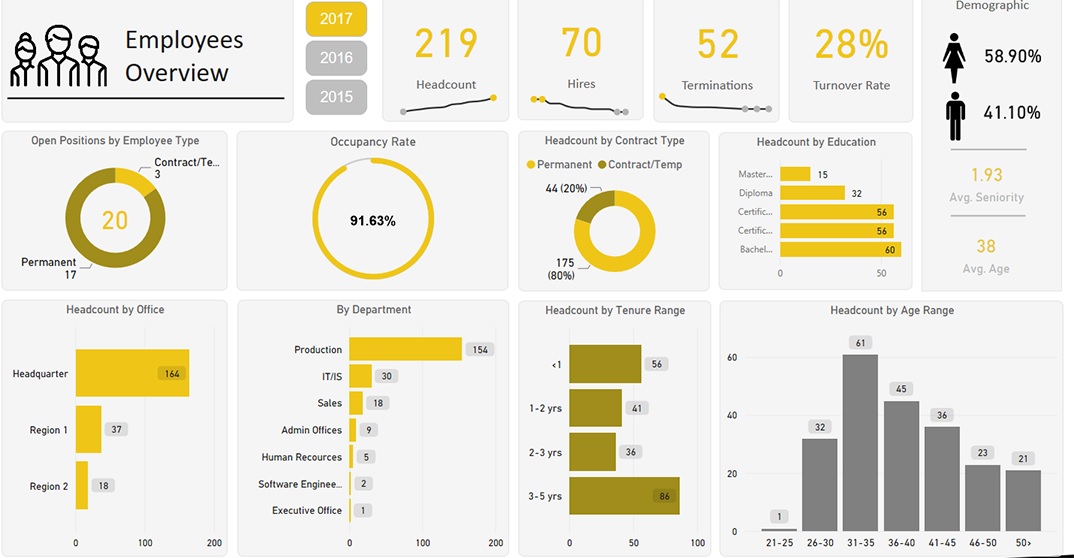 Employees
Overview
2017
2016
2015
219
Headcount
70
Hires
52
Terminations
28%
Turnover Rate
Demographic
58.90%
41.10%
1.93
Avg. Seniority
38
Avg. Age
Open Positions by Employee Type
Contract/Te...
3
20
Permanent
17
Occupancy Rate
91.63%
Headcount by Contract Type
Permanent Contract/Temp
44 (20%)
175
(80%)
Headcount by Education
Master... 15
Diploma 32
Certific... 56
Certific... 56
Bachel... 60
0 50
Headcount by Office
Headquarter 164
Region 1 37
Region 2 18
0 100 200
By Department
Production 154
IT/IS 30
Sales 18
Admin Offices 9
Human Recources 5
Software Enginee... 2
Executive Office 1
0 100 200
Headcount by Tenure Range
<1 56
1-2 yrs 41
2-3 yrs 36
3-5 yrs 86
0 50 100
Headcount by Age Range
60
40
20
0
1
32
61
45
36
23
21
21-25 26-30 31-35 36-40 41-45 46-50 50>